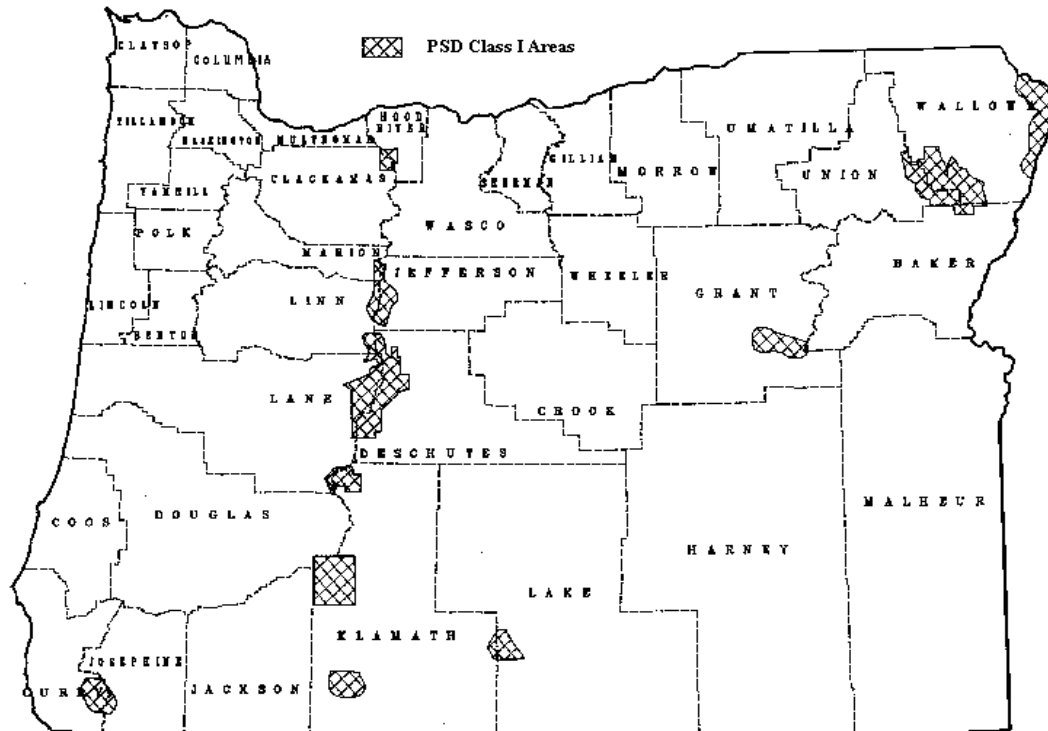 PSD Class I Areas
CLATSOP
COLUMBIA
TILLAMOOK
WASHINGTON
MULTNOMAH
HOOD
RIVER
CLACKAMAS
YAMHILL
SHERMAN
GILLIAM
MORROW
UMATILLA
UNION
WALLOWA
POLK
MARION
WASCO
JEFFERSON
WHEELER
GRANT
BAKER
LINCOLN
BENTON
LINN
LANE
CROOK
DESCHUTES
COOS
DOUGLAS
MALHEUR
HARNEY
LAKE
KLAMATH
JOSEPHINE
CURRY
JACKSON